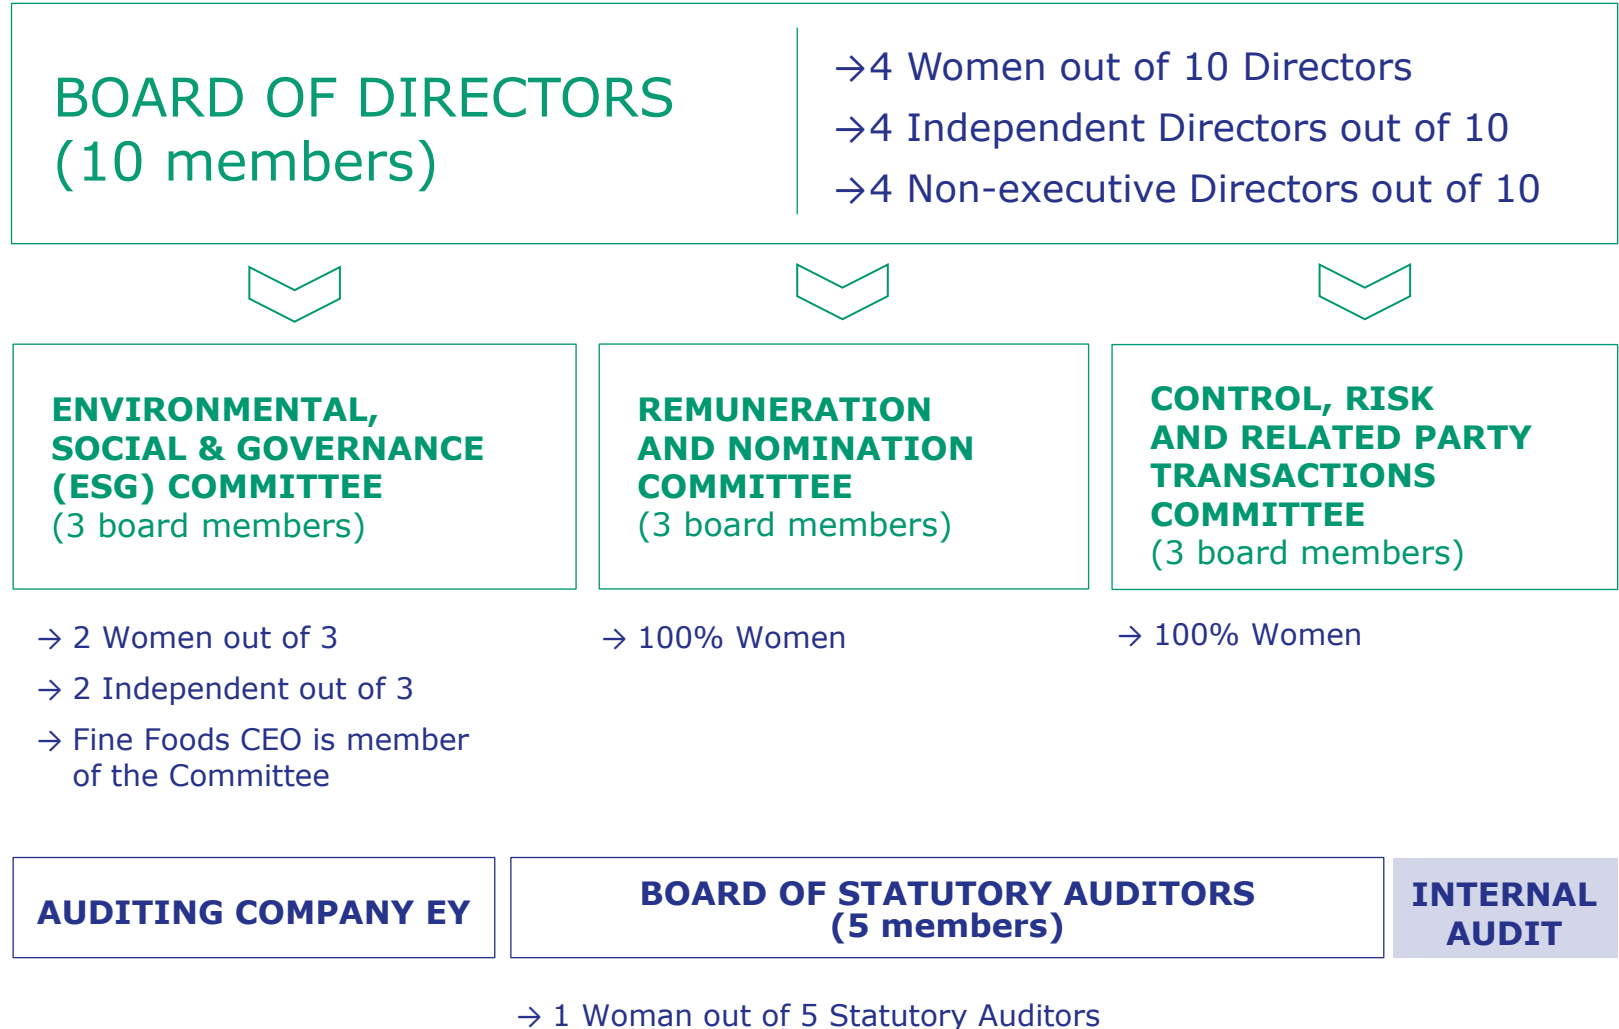 BOARD OF DIRECTORS
(10 members)
→4 Women out of 10 Directors
→4 Independent Directors out of 10
→4 Non-executive Directors out of 10
ENVIRONMENTAL,
SOCIAL & GOVERNANCE
(ESG) COMMITTEE
(3 board members)
→ 2 Women out of 3
→ 2 Independent out of 3
→ Fine Foods CEO is member
of the Committee
REMUNERATION
AND NOMINATION
COMMITTEE
(3 board members)
→ 100% Women
CONTROL, RISK
AND RELATED PARTY
TRANSACTIONS
COMMITTEE
(3 board members)
→ 100% Women
AUDITING COMPANY EY
BOARD OF STATUTORY AUDITORS
(5 members)
→ 1 Woman out of 5 Statutory Auditors
INTERNAL
AUDIT